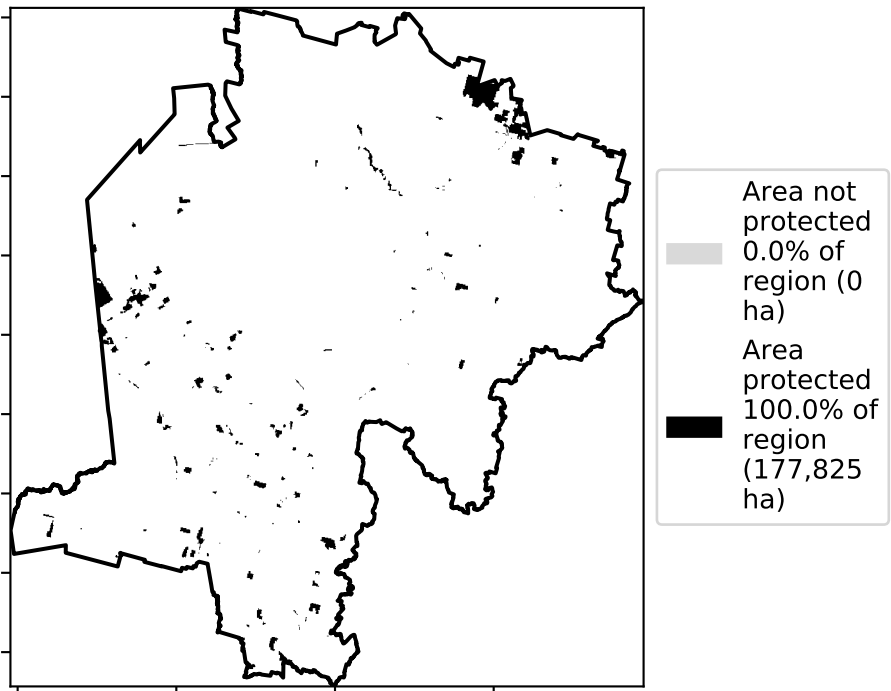 Area not
protected
0.0% of
region (0
ha)
Area
protected
100.0% of
region
(177,825
ha)